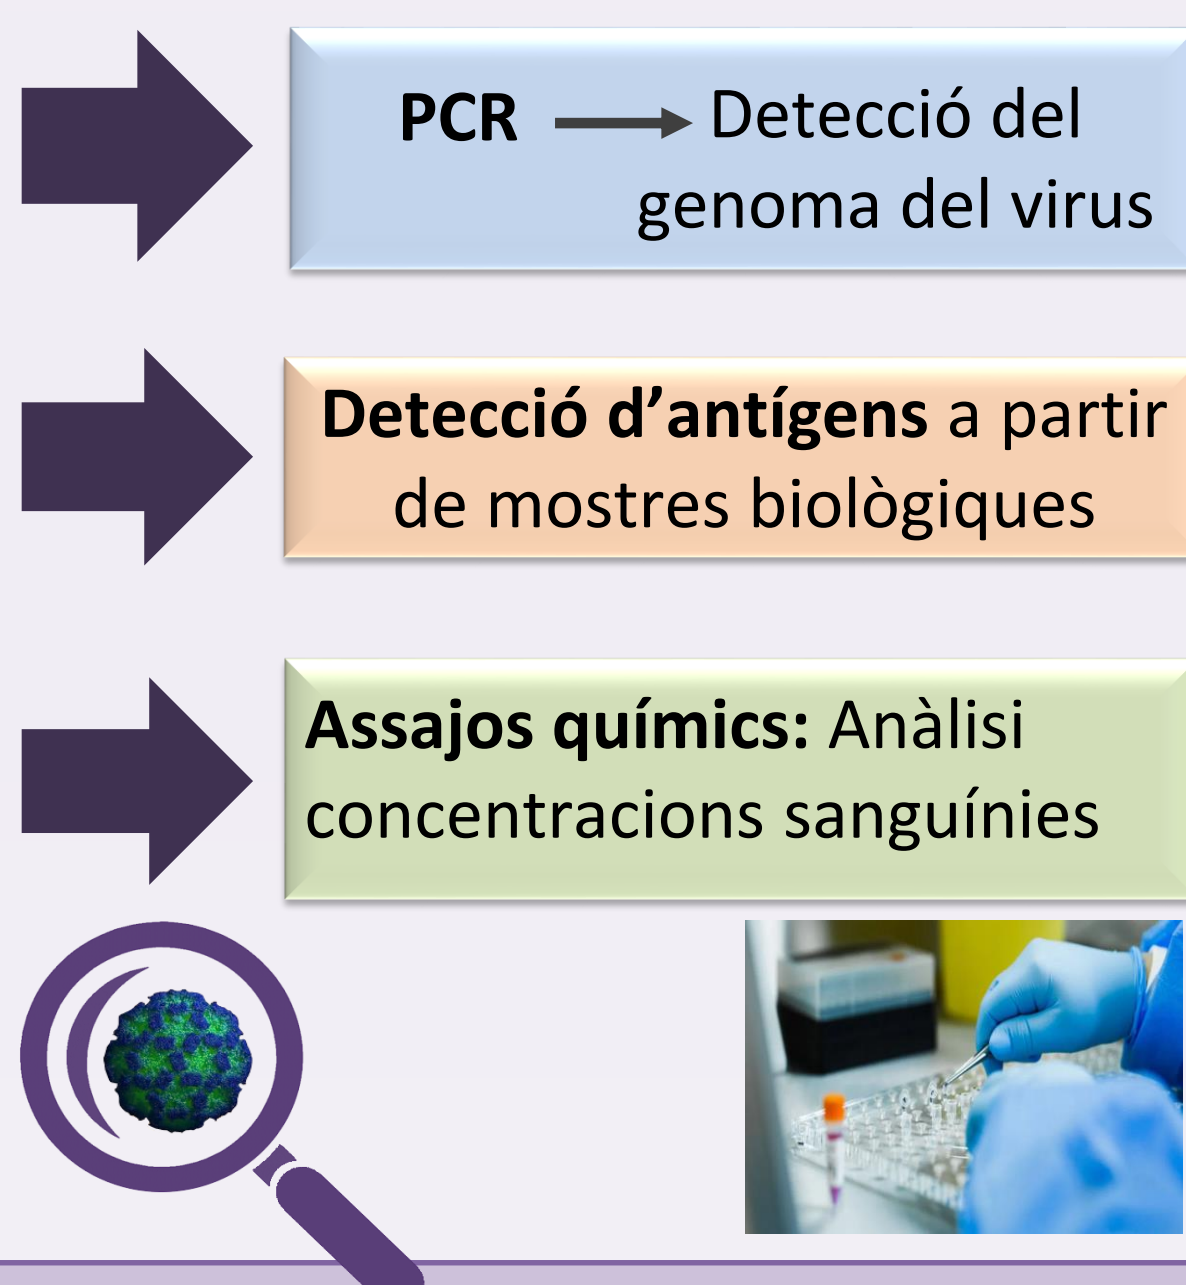 PCR → Detecció del
genoma del virus
Detecció d’antígens a partir
de mostres biològiques
Assajos químics: Anàlisi
concentracions sanguínies